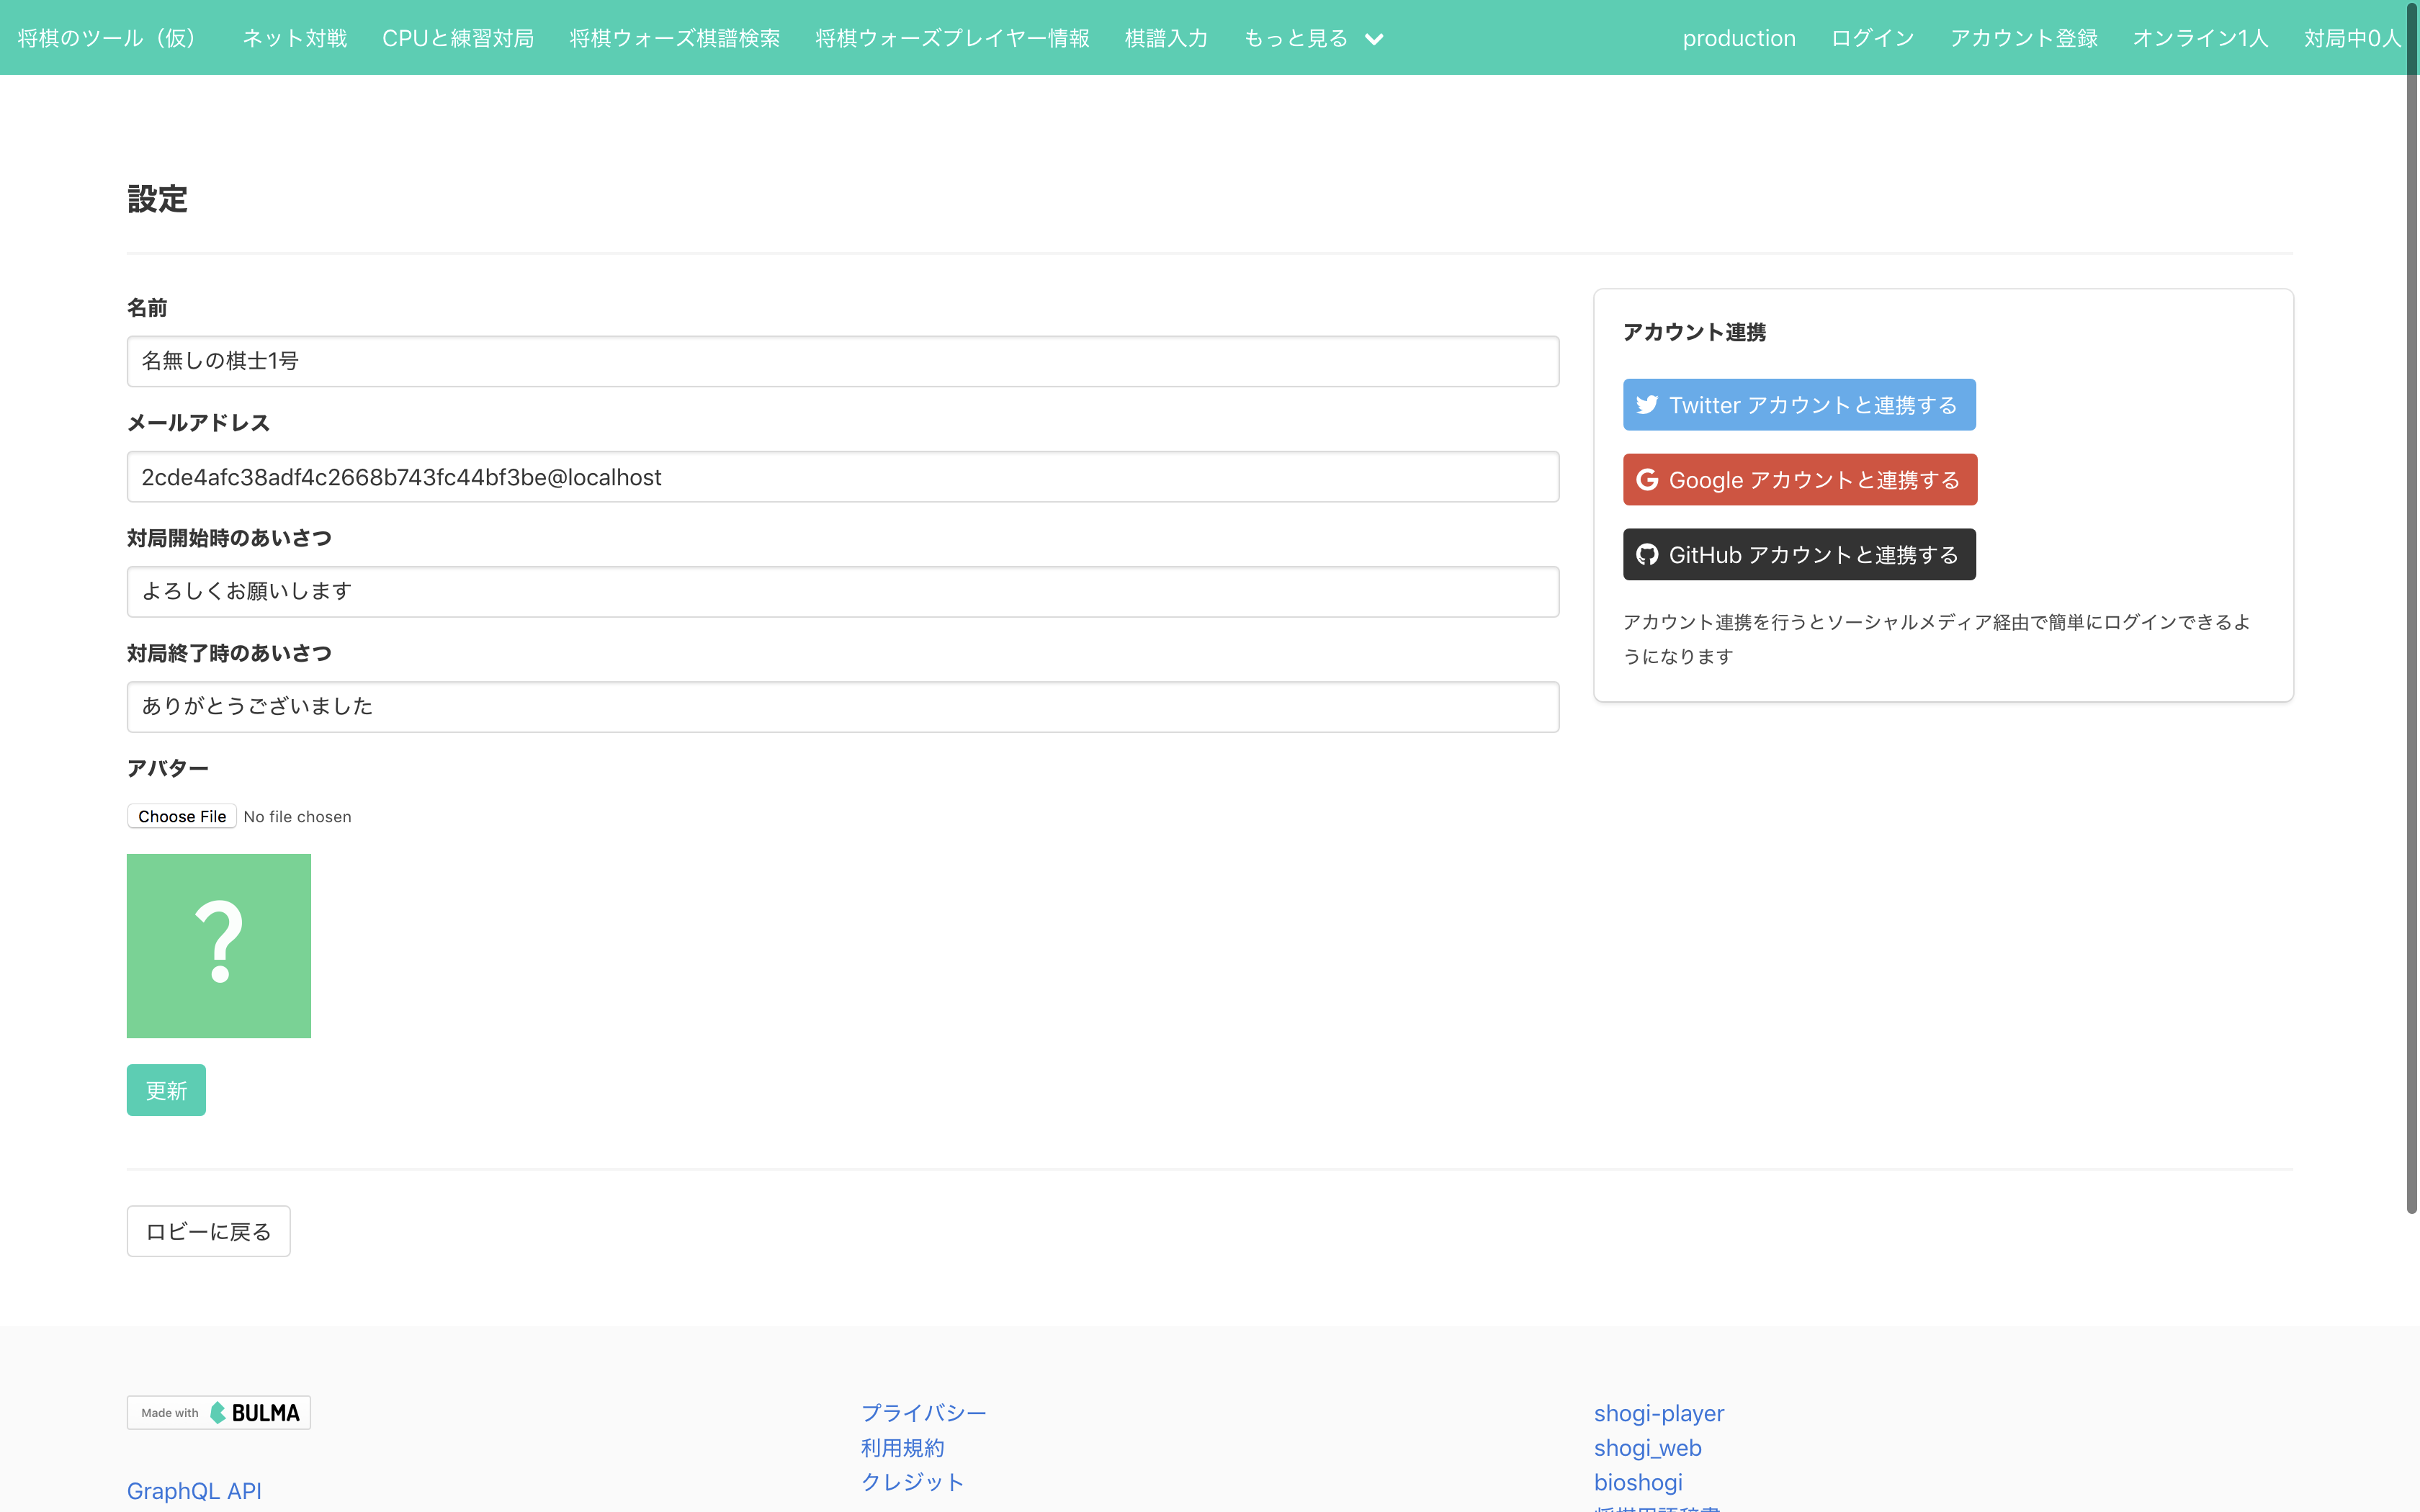 将棋のツール（仮） ネット対戦 CPUと練習対局 将棋ウォーズ棋譜検索 将棋ウォーズプレイヤー情報 棋譜入力 もっと見る production ログイン アカウント登録 オンライン1人 対局中0人
設定
名前
名無しの棋士1号
メールアドレス
2cde4afc38adf4c2668b743fc44bf3be@localhost
対局開始時のあいさつ
よろしくお願いします
対局終了時のあいさつ
ありがとうございました
アバター
Choose File No file chosen
?
更新
アカウント連携
Twitter アカウントと連携する
Google アカウントと連携する
GitHub アカウントと連携する
アカウント連携を行うとソーシャルメディア経由で簡単にログインできるよ
うになります
ロビーに戻る
Made with BULMA
GraphQL API
プライバシー
利用規約
クレジット
shogi-player
shogi_web
bioshogi